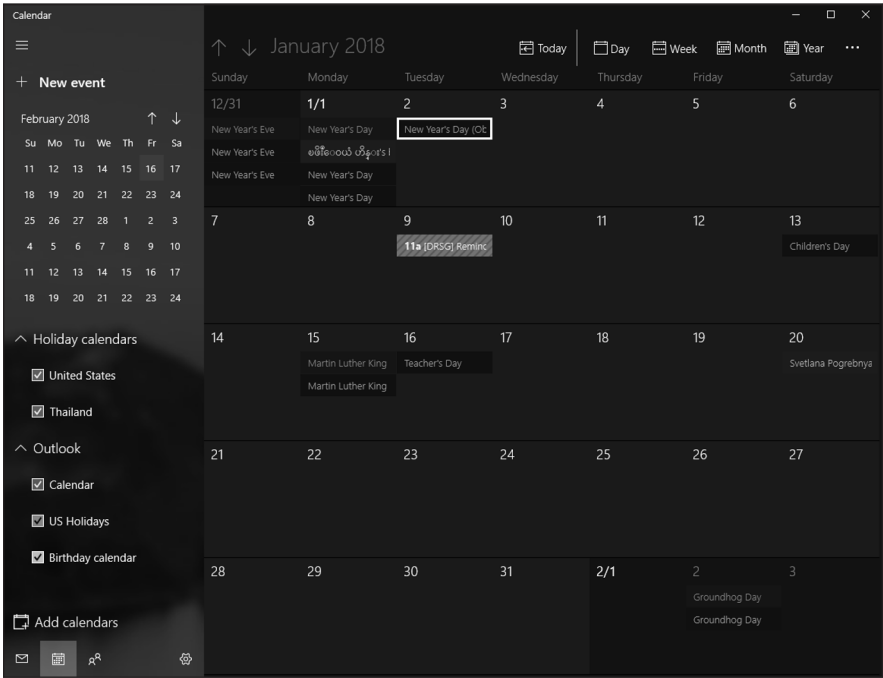 Calendar
January 2018
Today
Day
Week
Month
Year
New event
Sunday Monday Tuesday Wednesday Thursday Friday Saturday
February 2018
Su Mo Tu We Th Fr Sa
11 12 13 14 15 16 17
18 19 20 21 22 23 24
25 26 27 28 1 2 3
4 5 6 7 8 9 10
11 12 13 14 15 16 17
18 19 20 21 22 23 24
Holiday calendars
United States
Thailand
Outlook
Calendar
US Holidays
Birthday calendar
Add calendars
12/31 1/1 2 3 4 5 6
New Year's Eve New Year's Day New Year's Day (Ob
New Year's Eve
New Year's Eve New Year's Day
New Year's Day
7 8 9 10 11 12 13
11a [DRSG] Reminc Children's Day
14 15 16 17 18 19 20
Martin Luther King Teacher's Day Svetlana Pogrebnya
Martin Luther King
21 22 23 24 25 26 27
28 29 30 31 2/1 2 3
Groundhog Day
Groundhog Day